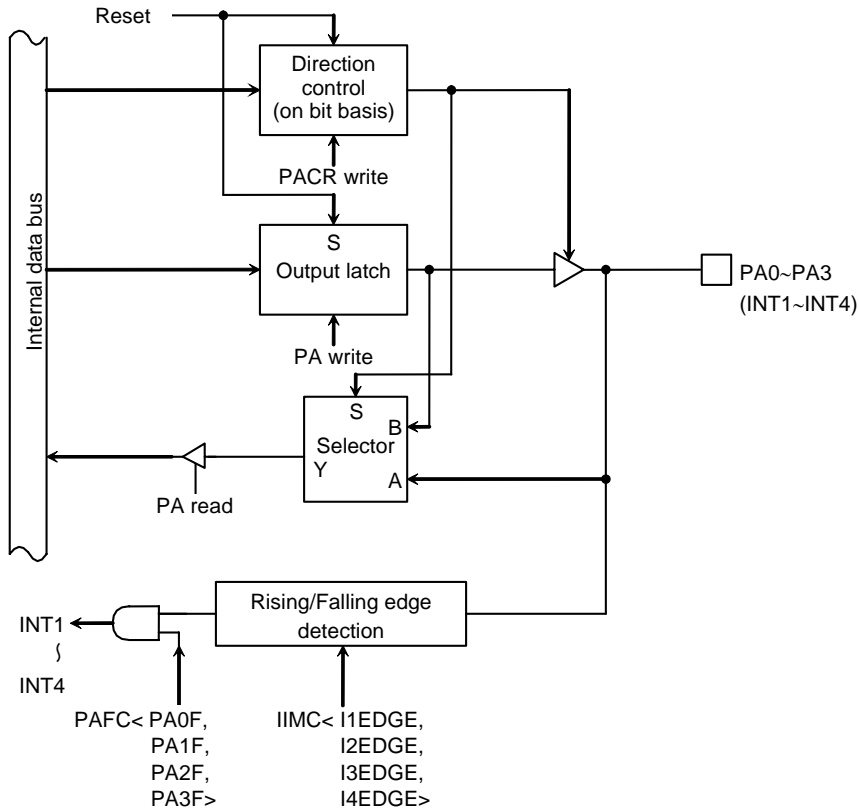 Reset
Direction
control
(on bit basis)
PACR write
Internal data bus
S
Output latch
PA0~PA3
(INT1~INT4)
PA write
S
B
Selector
Y
A
PA read
Rising/Falling edge
detection
INT1
~
INT4
PAFC< PA0F,
PA1F,
PA2F,
PA3F>
IIMC< I1EDGE,
I2EDGE,
I3EDGE,
I4EDGE>